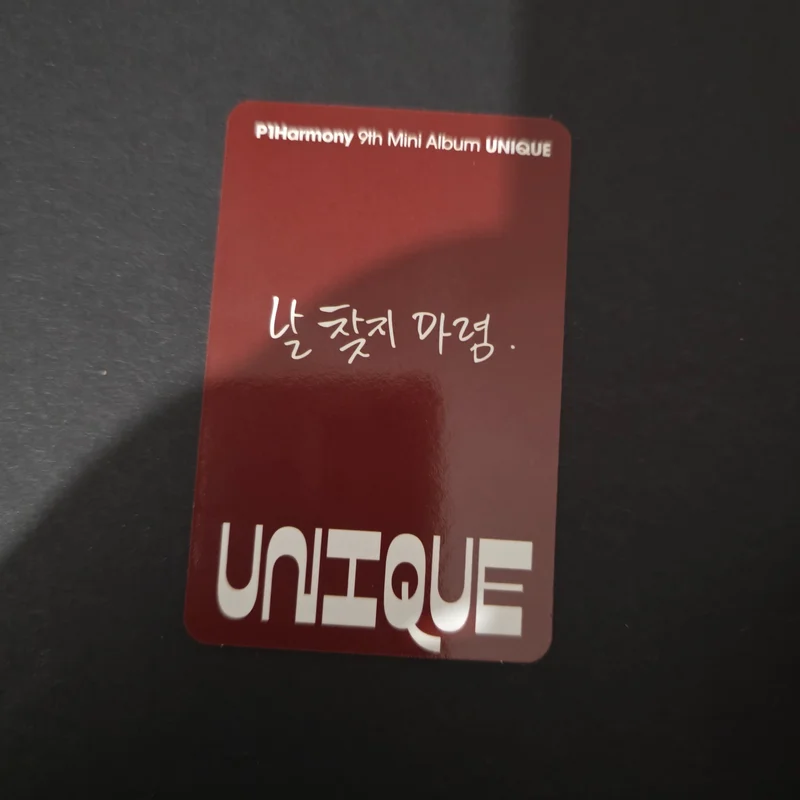 P1Harmony 9th Mini Album UNIQUE
날 찾지 마렴.
UNIQUE